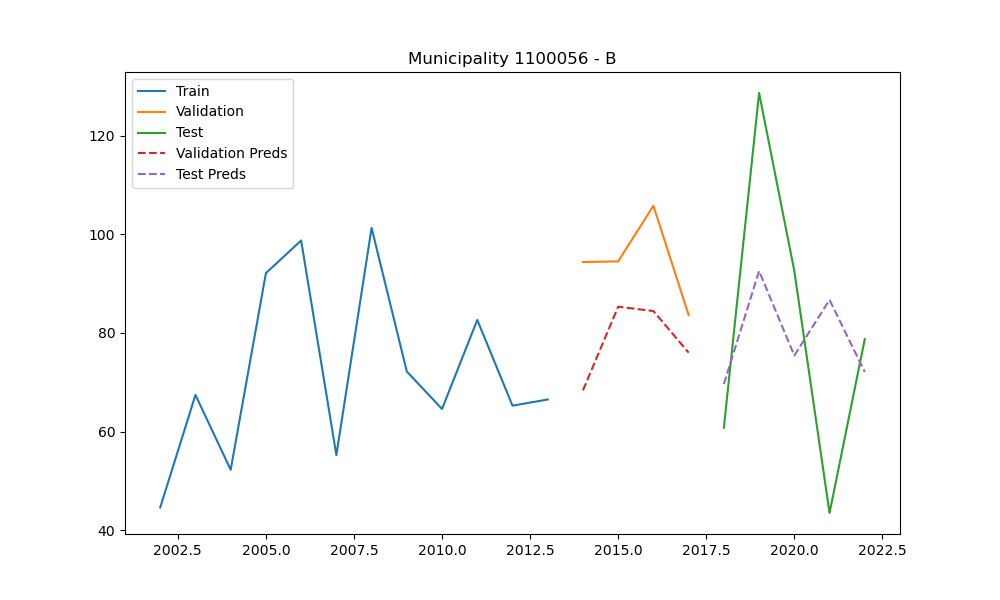 Municipality 1100056 - B
Train
Validation
Test
Validation Preds
Test Preds
120
100
80
60
40
2002.5 2005.0 2007.5 2010.0 2012.5 2015.0 2017.5 2020.0 2022.5